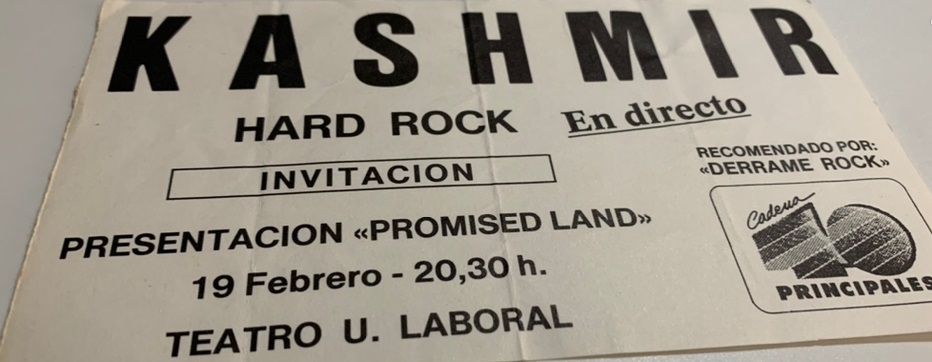 KASHMIR
HARD ROCK En directo
INVITACION
RECOMENDADO POR:
«DERRAME ROCK»
PRESENTACION «PROMISED LAND»
19 Febrero - 20,30 h.
TEATRO U. LABORAL
Cadena
40
PRINCIPALES